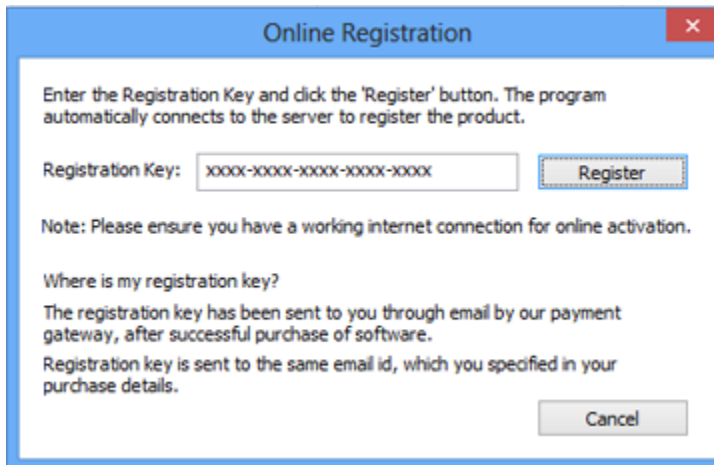 Online Registration
Enter the Registration Key and click the 'Register' button. The program
automatically connects to the server to register the product.
Registration Key: xxxx-xxxx-xxxx-xxxx-xxxx Register
Note: Please ensure you have a working internet connection for online activation.
Where is my registration key?
The registration key has been sent to you through email by our payment
gateway, after successful purchase of software.
Registration key is sent to the same email id, which you specified in your
purchase details.
Cancel